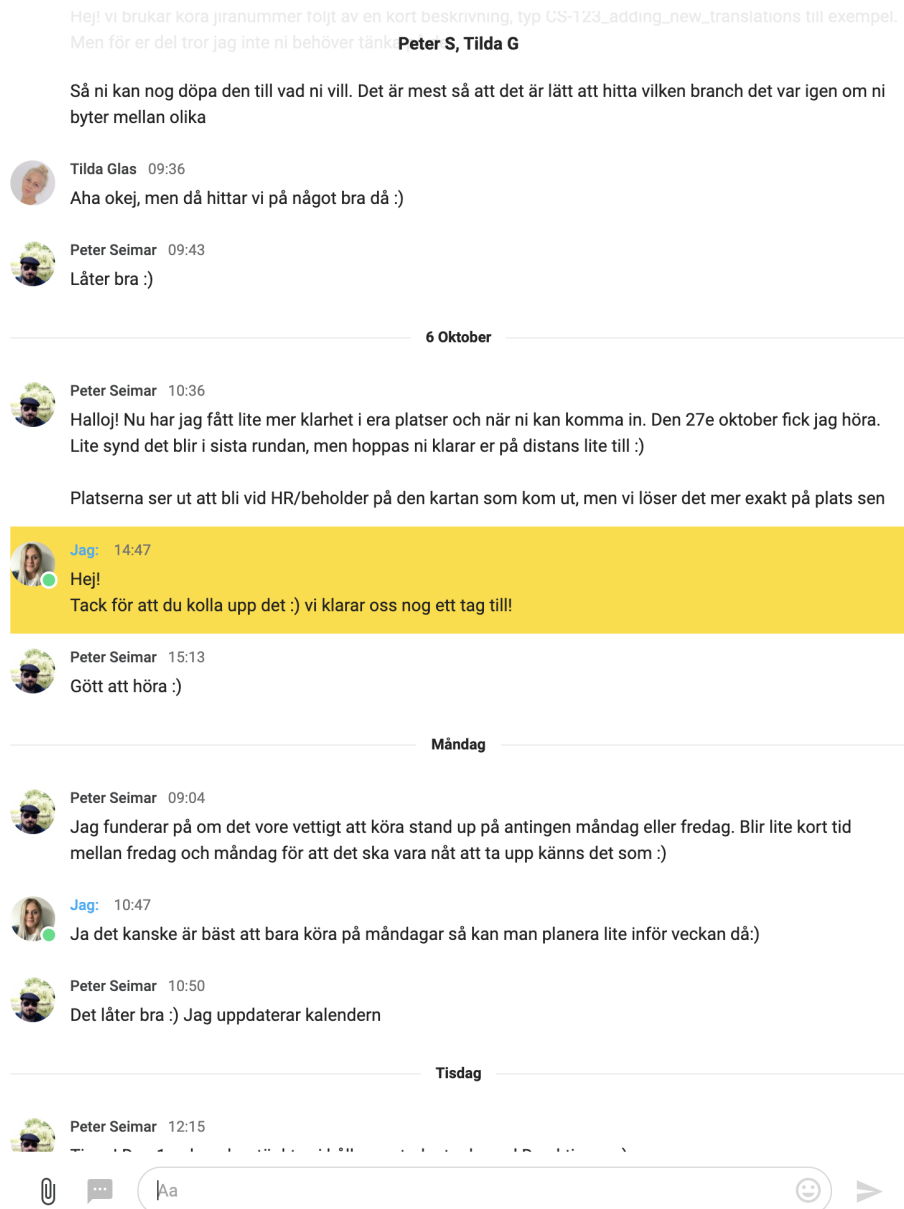 Hej! Vi brukar köra jiranummer följt av en kort beskrivning, typ CS-123_adding_new_translations till exempel.
Men för er del tror jag inte ni behöver tänka
Peter S, Tilda G
Så ni kan nog döpa den till vad ni vill. Det är mest så att det är lätt att hitta vilken branch det var igen om ni
byter mellan olika
Tilda Glas 09:36
Aha okej, men då hittar vi på något bra då :)
Peter Seimar 09:43
Låter bra :)
6 Oktober
Peter Seimar 10:36
Halloj! Nu har jag fått lite mer klarhet i era platser och när ni kan komma in. Den 27e oktober fick jag höra.
Lite synd det blir i sista rundan, men hoppas ni klarar er på distans lite till :)
Platserna ser ut att bli vid HR/beholder på den kartan som kom ut, men vi löser det mer exakt på plats sen
Jag: 14:47
Hej!
Tack för att du kolla upp det :) vi klarar oss nog ett tag till!
Peter Seimar 15:13
Gött att höra :)
Måndag
Peter Seimar 09:04
Jag funderar på om det vore vettigt att köra stand up på antingen måndag eller fredag. Blir lite kort tid
mellan fredag och måndag för att det ska vara nåt att ta upp känns det som :)
Jag: 10:47
Ja det kanske är bäst att bara köra på måndagar så kan man planera lite inför veckan då:)
Peter Seimar 10:50
Det låter bra :) Jag uppdaterar kalendern
Tisdag
Peter Seimar 12:15
Aa